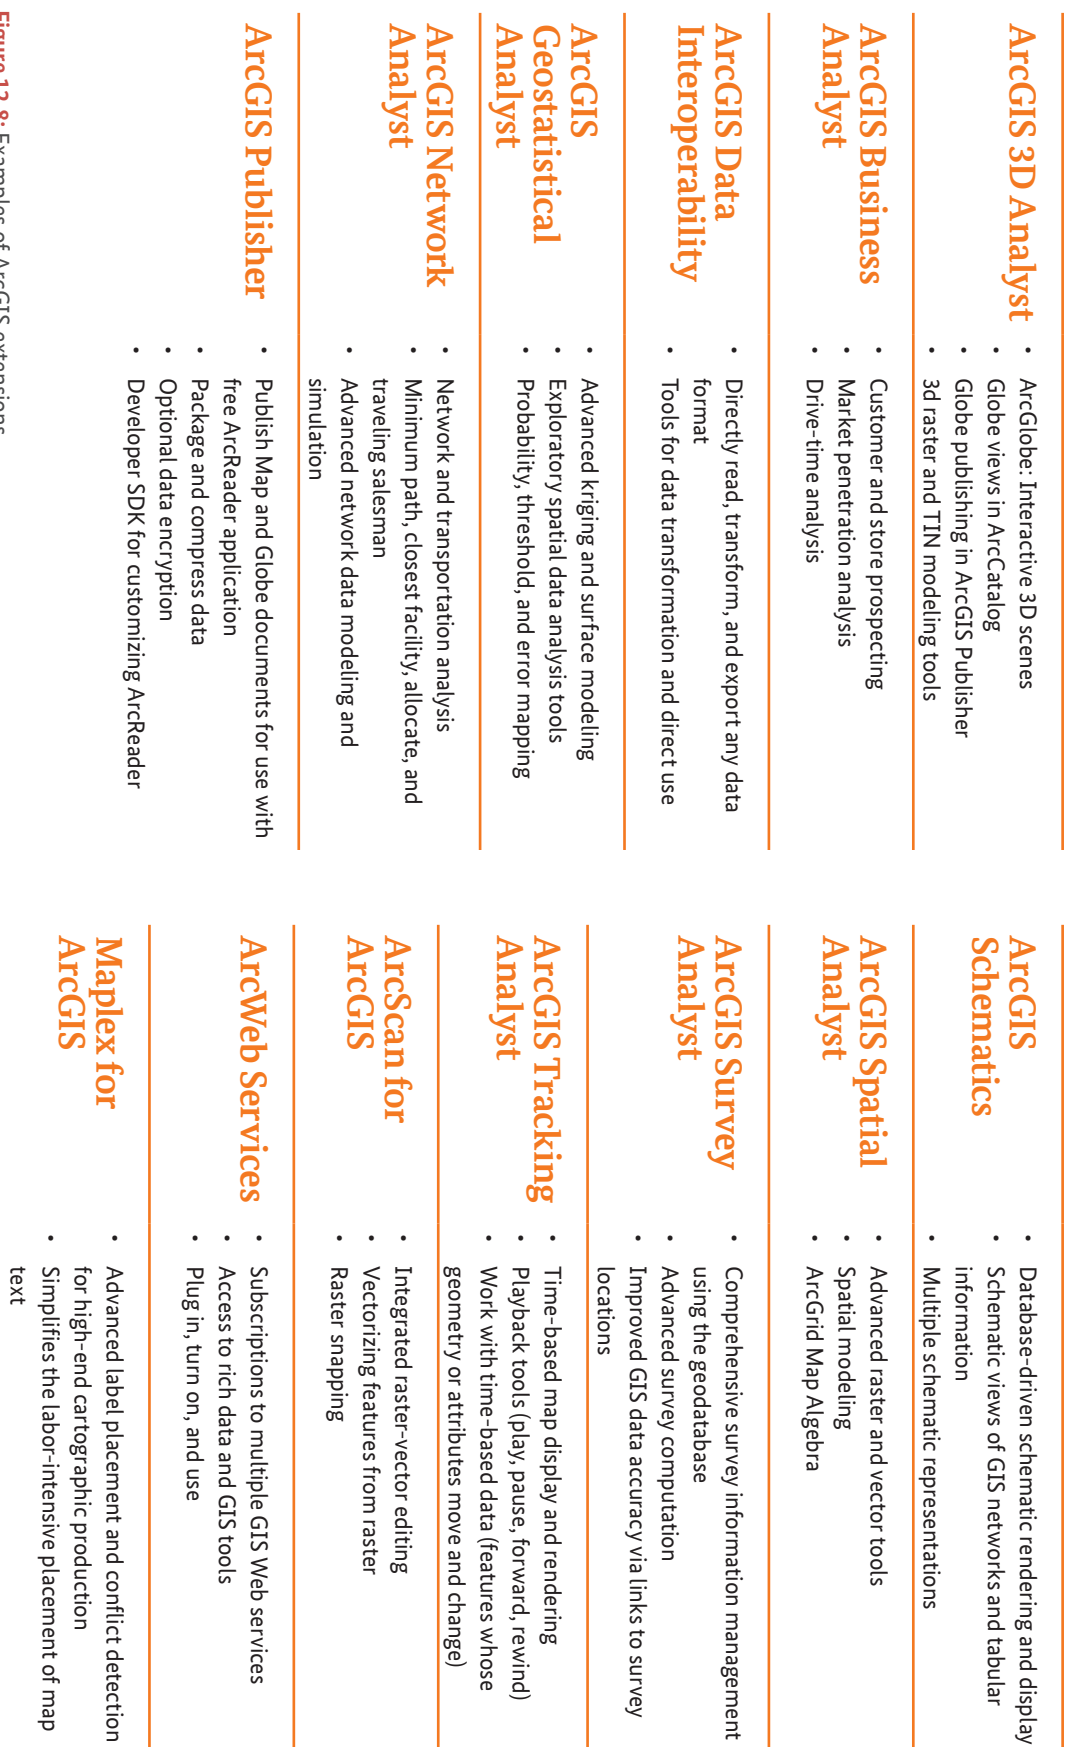 ArcGIS 3D Analyst
• ArcGlobe: Interactive 3D scenes
• Globe views in ArcCatalog
• Globe publishing in ArcGIS Publisher
• 3d raster and TIN modeling tools
ArcGIS Business
Analyst
• Customer and store prospecting
• Market penetration analysis
• Drive-time analysis
ArcGIS Data
Interoperability
• Directly read, transform, and export any data
format
• Tools for data transformation and direct use
ArcGIS
Geostatistical
Analyst
• Advanced kriging and surface modeling
• Exploratory spatial data analysis tools
• Probability, threshold, and error mapping
ArcGIS Network
Analyst
• Network and transportation analysis
• Minimum path, closest facility, allocate, and
traveling salesman
• Advanced network data modeling and
simulation
ArcGIS Publisher
• Publish Map and Globe documents for use with
free ArcReader application
• Package and compress data
• Optional data encryption
• Developer SDK for customizing ArcReader
ArcGIS
Schematics
• Database-driven schematic rendering and display
• Schematic views of GIS networks and tabular
information
• Multiple schematic representations
ArcGIS Spatial
Analyst
• Advanced raster and vector tools
• Spatial modeling
• ArcGrid Map Algebra
ArcGIS Survey
Analyst
• Comprehensive survey information management
using the geodatabase
• Advanced survey computation
• Improved GIS data accuracy via links to survey
locations
ArcGIS Tracking
Analyst
• Time-based map display and rendering
• Playback tools (play, pause, forward, rewind)
• Work with time-based data (features whose
geometry or attributes move and change)
ArcScan for
ArcGIS
• Integrated raster-vector editing
• Vectorizing features from raster
• Raster snapping
ArcWeb Services
• Subscriptions to multiple GIS Web services
• Access to rich data and GIS tools
• Plug in, turn on, and use
Maplex for
ArcGIS
• Advanced label placement and conflict detection
for high-end cartographic production
• Simplifies the labor-intensive placement of map
text
Figure 12.8: Examples of ArcGIS extensions